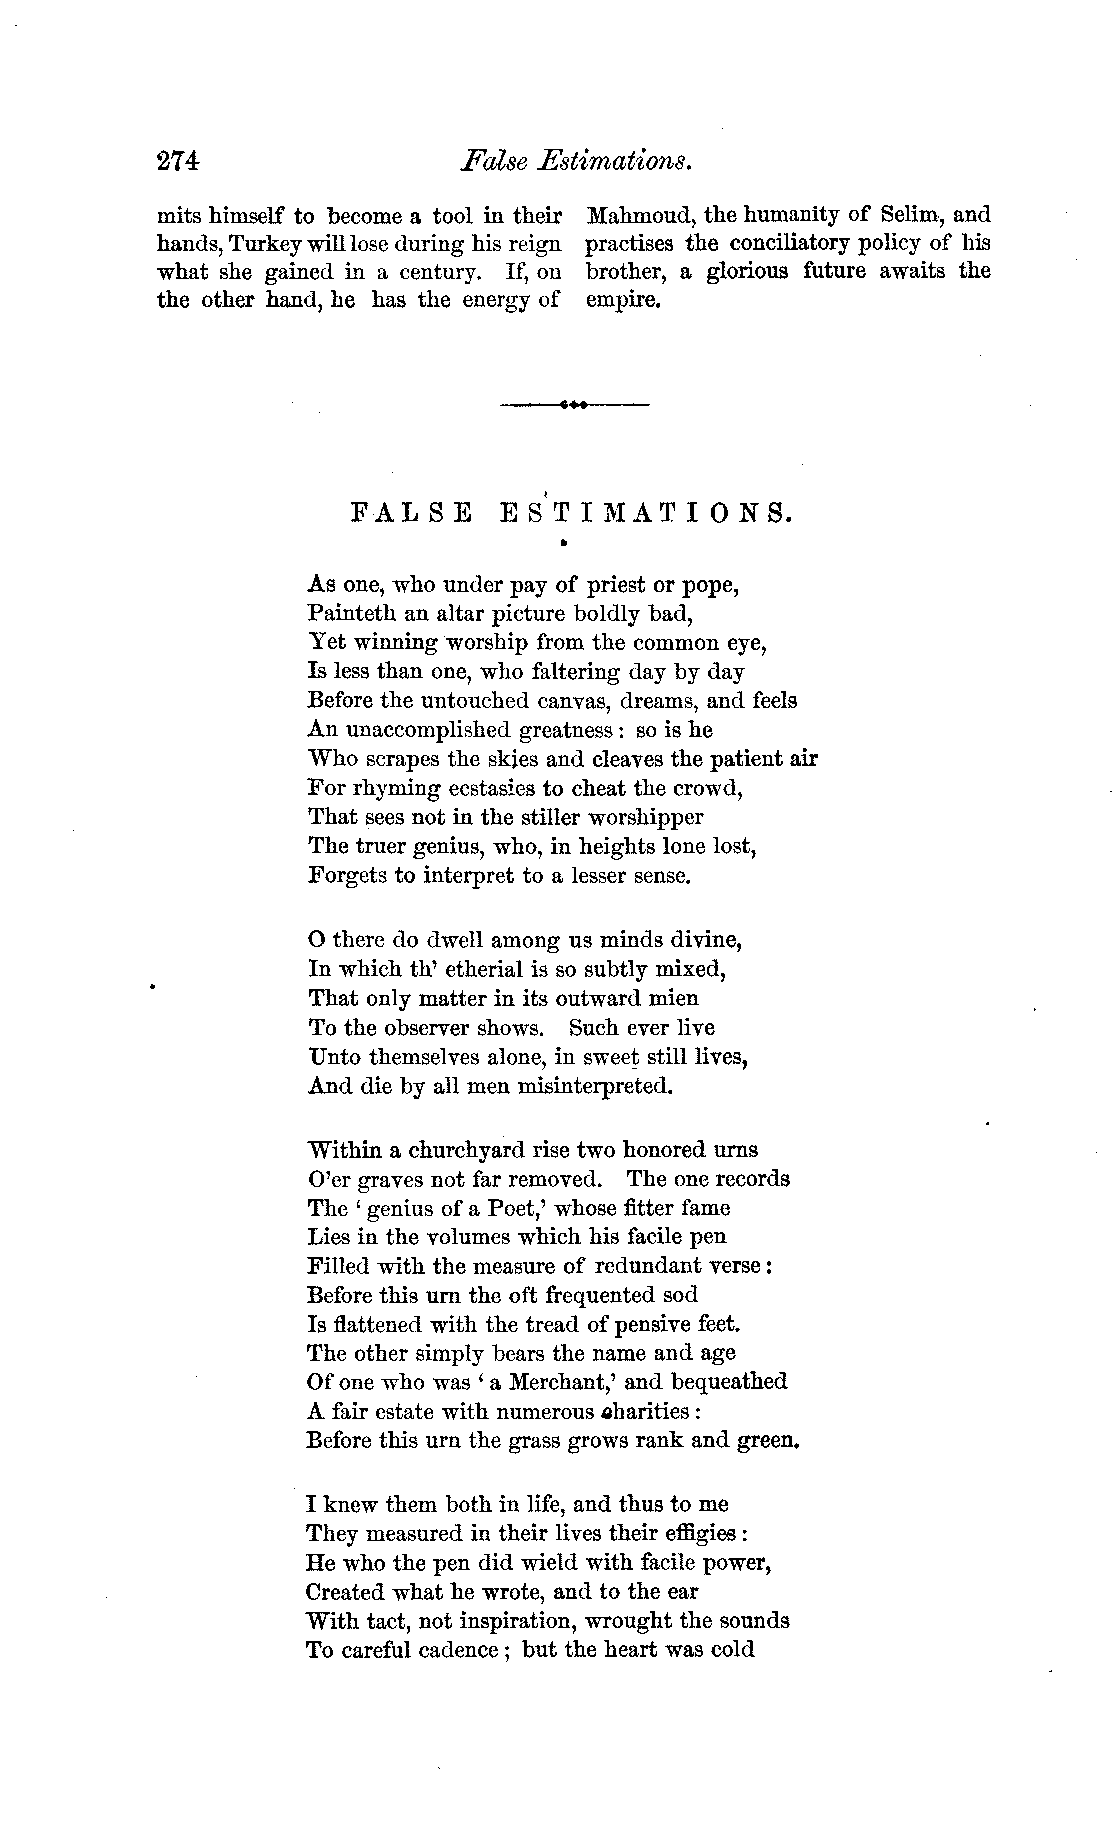 274
False Estimations.
mits himself to become a tool in their
hands, Turkey will lose during his reign
what she gained in a century. If, on
the other hand, he has the energy of
Mahmoud, the humanity of Selim, and
practises the conciliatory policy of his
brother, a glorious future awaits the
empire.
FALSE ESTIMATIONS.
As one, who under pay of priest or pope,
Painteth an altar picture boldly bad,
Yet winning worship from the common eye,
Is less than one, who faltering day by day
Before the untouched canvas, dreams, and feels
An unaccomplished greatness: so is he
Who scrapes the skies and cleaves the patient air
For rhyming ecstasies to cheat the crowd,
That sees not in the stiller worshipper
The truer genius, who, in heights lone lost,
Forgets to interpret to a lesser sense.
O there do dwell among us minds divine,
In which th' etherial is so subtly mixed,
That only matter in its outward mien
To the observer shows. Such ever live
Unto themselves alone, in sweet still lives,
And die by all men misinterpreted.
Within a churchyard rise two honored urns
O'er graves not far removed. The one records
The 'genius of a Poet,' whose fitter fame
Lies in the volumes which his facile pen
Filled with the measure of redundant verse:
Before this urn the oft frequented sod
Is flattened with the tread of pensive feet.
The other simply bears the name and age
Of one who was 'a Merchant,' and bequeathed
A fair estate with numerous charities:
Before this urn the grass grows rank and green.
I knew them both in life, and thus to me
They measured in their lives their effigies:
He who the pen did wield with facile power,
Created what he wrote, and to the ear
With tact, not inspiration, wrought the sounds
To careful cadence; but the heart was cold